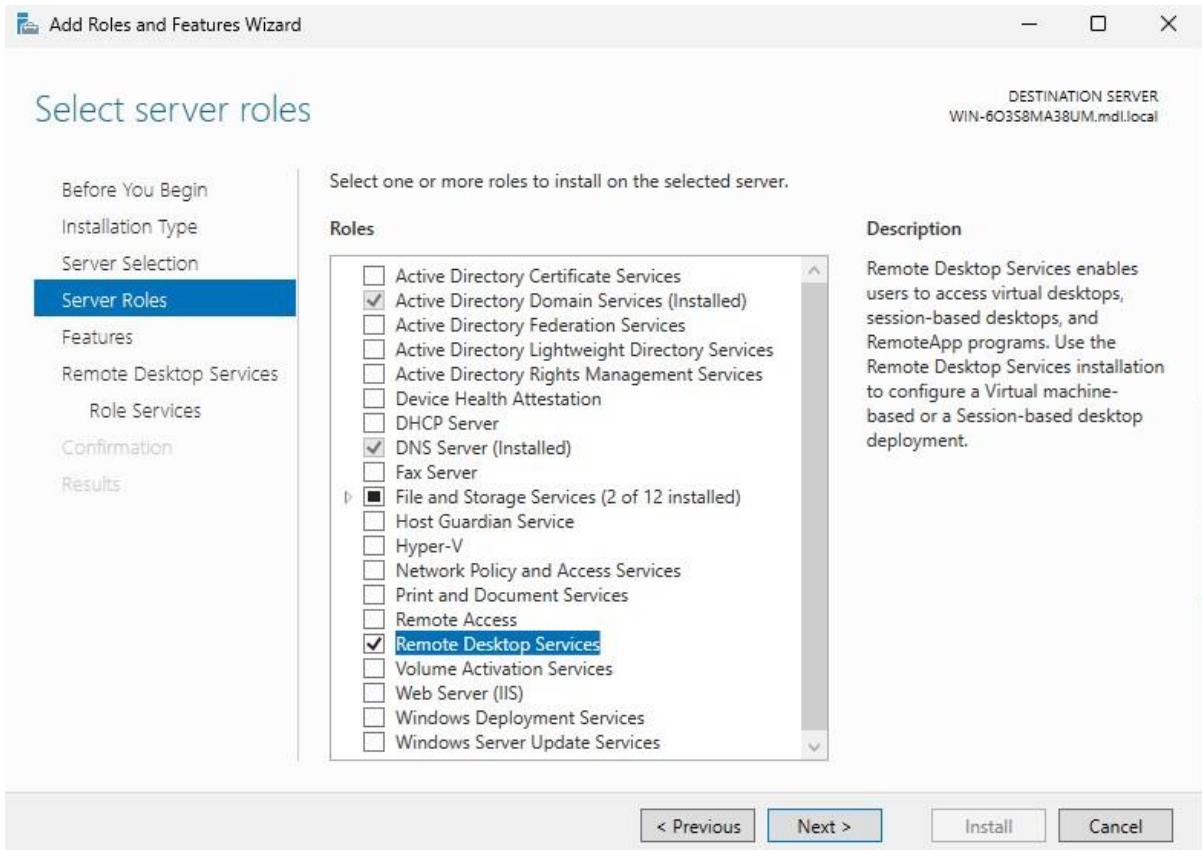 Add Roles and Features Wizard
Select server roles
DESTINATION SERVER
WIN-6O3S8MA38UM.mdl.local
Before You Begin
Installation Type
Server Selection
Server Roles
Features
Remote Desktop Services
Role Services
Confirmation
Results
Select one or more roles to install on the selected server.
Roles
Active Directory Certificate Services
Active Directory Domain Services (Installed)
Active Directory Federation Services
Active Directory Lightweight Directory Services
Active Directory Rights Management Services
Device Health Attestation
DHCP Server
DNS Server (Installed)
Fax Server
File and Storage Services (2 of 12 installed)
Host Guardian Service
Hyper-V
Network Policy and Access Services
Print and Document Services
Remote Access
Remote Desktop Services
Volume Activation Services
Web Server (IIS)
Windows Deployment Services
Windows Server Update Services
Description
Remote Desktop Services enables
users to access virtual desktops,
session-based desktops, and
RemoteApp programs. Use the
Remote Desktop Services installation
to configure a Virtual machine-
based or a Session-based desktop
deployment.
< Previous
Next >
Install
Cancel